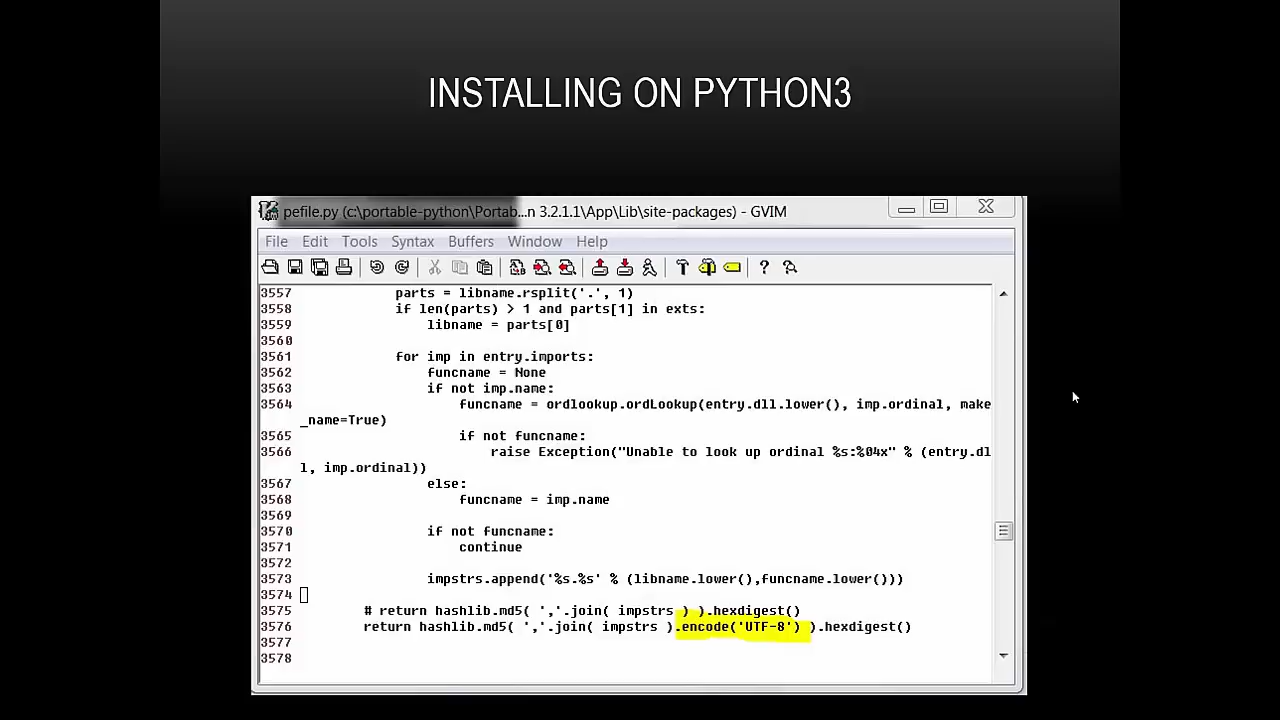 INSTALLING ON PYTHON3
pefile.py (c:\portable-python\Portab...n 3.2.1.1\App\Lib\site-packages) - GVIM
File Edit Tools Syntax Buffers Window Help
3557 parts = libname.rsplit('.', 1)
3558 if len(parts) > 1 and parts[1] in exts:
3559 libname = parts[0]
3560
3561 for imp in entry.imports:
3562 funcname = None
3563 if not imp.name:
3564 funcname = ordlookup.ordLookup(entry.dll.lower(), imp.ordinal, make
_name=True)
3565 if not funcname:
3566 raise Exception("Unable to look up ordinal %s:%04x" % (entry.dl
l, imp.ordinal))
3567 else:
3568 funcname = imp.name
3569
3570 if not funcname:
3571 continue
3572
3573 impstrs.append('%s.%s' % (libname.lower(),funcname.lower()))
3574
3575 # return hashlib.md5( ','.join( impstrs ) ).hexdigest()
3576 return hashlib.md5( ','.join( impstrs ).encode('UTF-8') ).hexdigest()
3577
3578